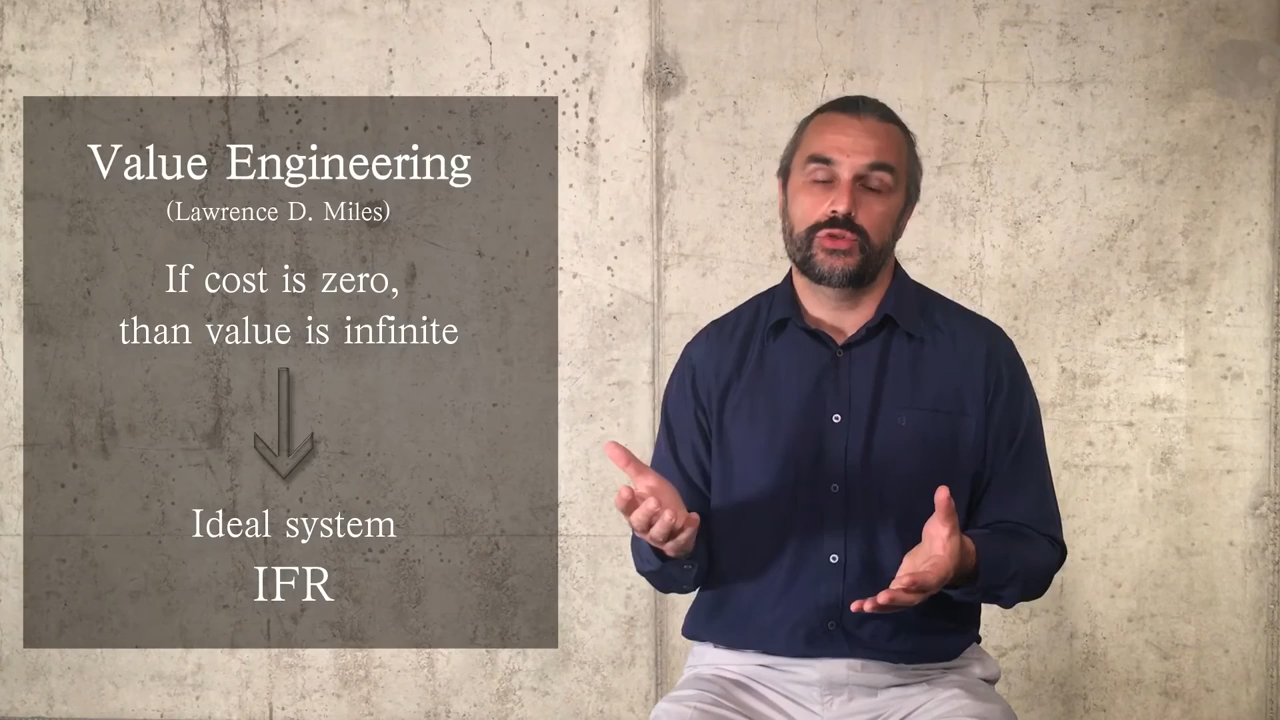 Value Engineering
(Lawrence D. Miles)
If cost is zero,
than value is infinite
Ideal system
IFR